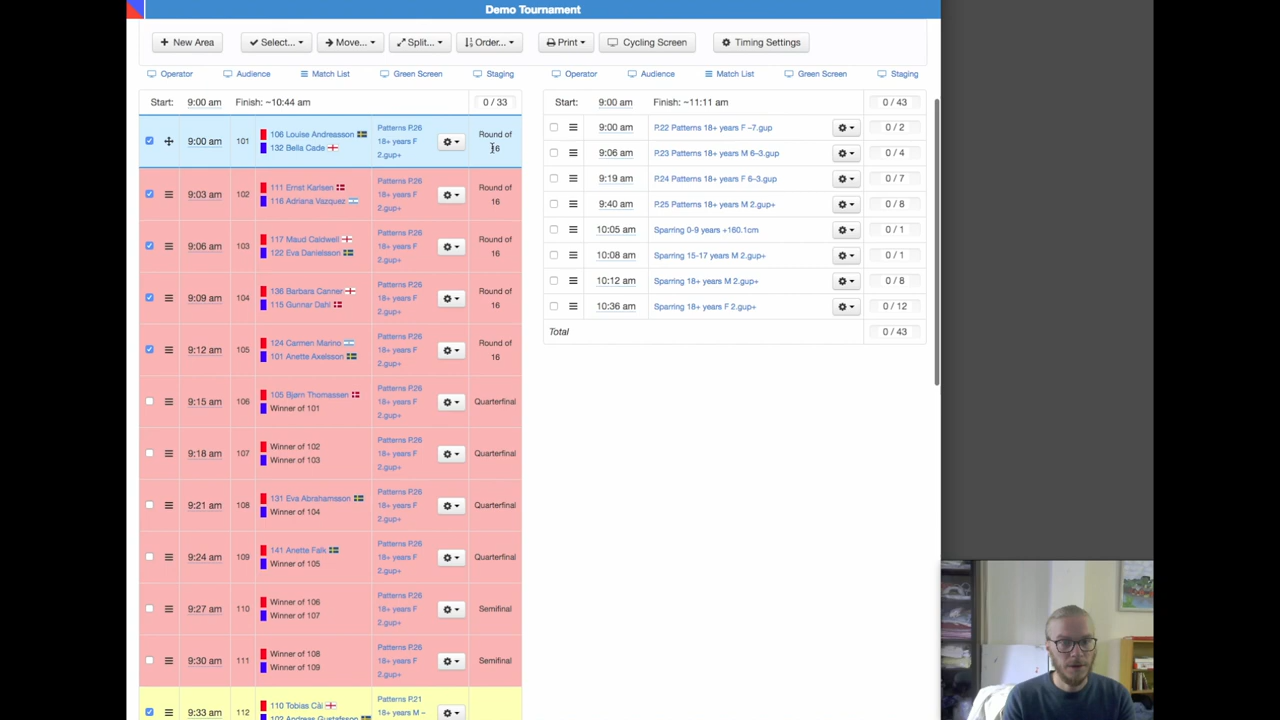 Demo Tournament
+ New Area
Select...
Move...
Split...
Order...
Print
Cycling Screen
Timing Settings
Operator
Audience
Match List
Green Screen
Staging
Operator
Audience
Match List
Green Screen
Staging
Start: 9:00 am Finish: ~10:44 am 0 / 33
9:00 am 101
106 Louise Andreasson
132 Bella Cade
Patterns P.26
18+ years F
2.gup+
Round of
16
9:03 am 102
111 Ernst Karlsen
116 Adriana Vazquez
Patterns P.26
18+ years F
2.gup+
Round of
16
9:06 am 103
117 Maud Caldwell
122 Eva Danielsson
Patterns P.26
18+ years F
2.gup+
Round of
16
9:09 am 104
136 Barbara Canner
115 Gunnar Dahl
Patterns P.26
18+ years F
2.gup+
Round of
16
9:12 am 105
124 Carmen Marino
101 Anette Axelsson
Patterns P.26
18+ years F
2.gup+
Round of
16
9:15 am 106
105 Bjørn Thomassen
Winner of 101
Patterns P.26
18+ years F
2.gup+
Quarterfinal
9:18 am 107
Winner of 102
Winner of 103
Patterns P.26
18+ years F
2.gup+
Quarterfinal
9:21 am 108
131 Eva Abrahamsson
Winner of 104
Patterns P.26
18+ years F
2.gup+
Quarterfinal
9:24 am 109
141 Anette Falk
Winner of 105
Patterns P.26
18+ years F
2.gup+
Quarterfinal
9:27 am 110
Winner of 106
Winner of 107
Patterns P.26
18+ years F
2.gup+
Semifinal
9:30 am 111
Winner of 108
Winner of 109
Patterns P.26
18+ years F
2.gup+
Semifinal
9:33 am 112
110 Tobias Cài
102 Andreas Gustafsson
Patterns P.21
18+ years M –
Start: 9:00 am Finish: ~11:11 am 0 / 43
9:00 am P.22 Patterns 18+ years F –7.gup 0 / 2
9:06 am P.23 Patterns 18+ years M 6–3.gup 0 / 4
9:19 am P.24 Patterns 18+ years F 6–3.gup 0 / 7
9:40 am P.25 Patterns 18+ years M 2.gup+ 0 / 8
10:05 am Sparring 0-9 years +160.1cm 0 / 1
10:08 am Sparring 15-17 years M 2.gup+ 0 / 1
10:12 am Sparring 18+ years M 2.gup+ 0 / 8
10:36 am Sparring 18+ years F 2.gup+ 0 / 12
Total 0 / 43